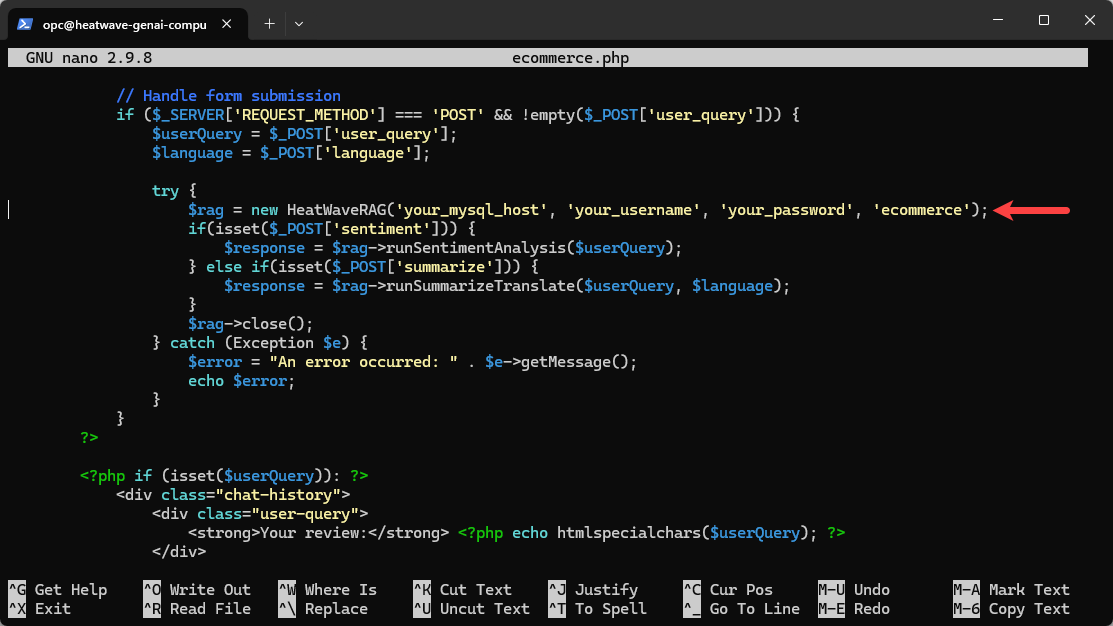 opc@heatwave-genai-compu
GNU nano 2.9.8 ecommerce.php
// Handle form submission
if ($_SERVER['REQUEST_METHOD'] === 'POST' && !empty($_POST['user_query'])) {
$userQuery = $_POST['user_query'];
$language = $_POST['language'];
try {
$rag = new HeatWaveRAG('your_mysql_host', 'your_username', 'your_password', 'ecommerce');
if(isset($_POST['sentiment'])) {
$response = $rag->runSentimentAnalysis($userQuery);
} else if(isset($_POST['summarize'])) {
$response = $rag->runSummarizeTranslate($userQuery, $language);
}
$rag->close();
} catch (Exception $e) {
$error = "An error occurred: " . $e->getMessage();
echo $error;
}
}
?>
<?php if (isset($userQuery)): ?>
<div class="chat-history">
<div class="user-query">
<strong>Your review:</strong> <?php echo htmlspecialchars($userQuery); ?>
</div>
^G Get Help ^O Write Out ^W Where Is ^K Cut Text ^J Justify ^C Cur Pos M-U Undo M-A Mark Text
^X Exit ^R Read File ^\ Replace ^U Uncut Text ^T To Spell ^_ Go To Line M-E Redo M-6 Copy Text